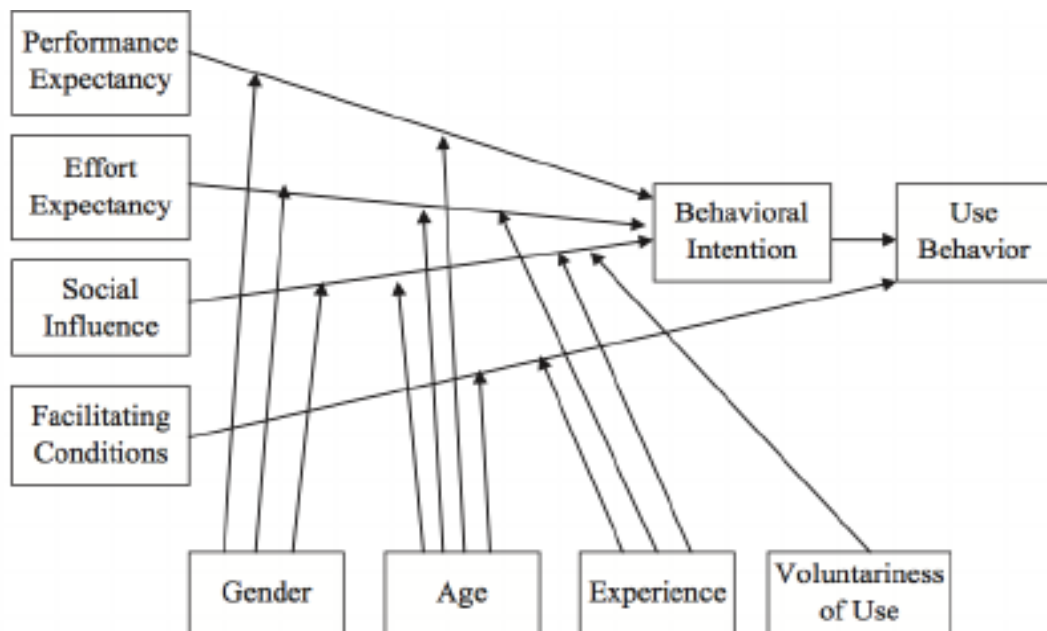 Performance
Expectancy
Effort
Expectancy
Social
Influence
Facilitating
Conditions
Behavioral
Intention
Use
Behavior
Gender
Age
Experience
Voluntariness
of Use